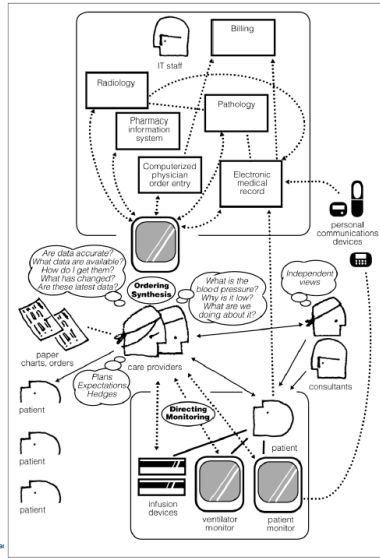 Billing
IT staff
Radiology
Pathology
Pharmacy
information
system
Computerized
physician
order entry
Electronic
medical
record
personal
communications
devices
Are data accurate?
What data are available?
How do I get them?
What has changed?
Are these latest data?
Ordering
Synthesis
What is the
blood pressure?
Why is it low?
What are we
doing about it?
Independent
views
paper
charts, orders
care providers
consultants
Plans
Expectations
Hedges
patient
patient
patient
Directing
Monitoring
patient
infusion
devices
ventilator
monitor
patient
monitor